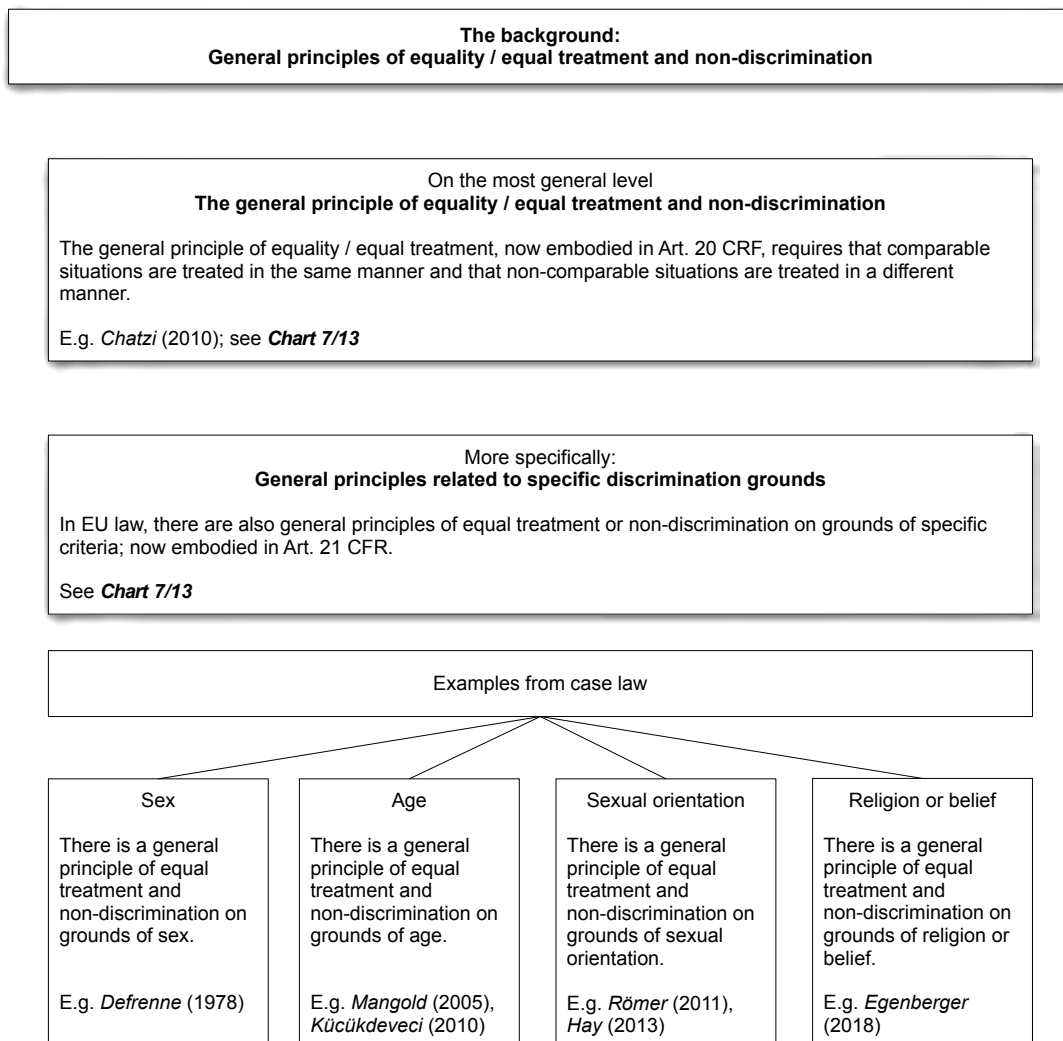 The background:
General principles of equality / equal treatment and non-discrimination
On the most general level
The general principle of equality / equal treatment and non-discrimination
The general principle of equality / equal treatment, now embodied in Art. 20 CRF, requires that comparable
situations are treated in the same manner and that non-comparable situations are treated in a different
manner.
E.g. Chatzi (2010); see Chart 7/13
More specifically:
General principles related to specific discrimination grounds
In EU law, there are also general principles of equal treatment or non-discrimination on grounds of specific
criteria; now embodied in Art. 21 CFR.
See Chart 7/13
Examples from case law
Sex
There is a general
principle of equal
treatment and
non-discrimination on
grounds of sex.
E.g. Defrenne (1978)
Age
There is a general
principle of equal
treatment and
non-discrimination on
grounds of age.
E.g. Mangold (2005),
Kücükdeveci (2010)
Sexual orientation
There is a general
principle of equal
treatment and
non-discrimination on
grounds of sexual
orientation.
E.g. Römer (2011),
Hay (2013)
Religion or belief
There is a general
principle of equal
treatment and
non-discrimination on
grounds of religion or
belief.
E.g. Egenberger
(2018)